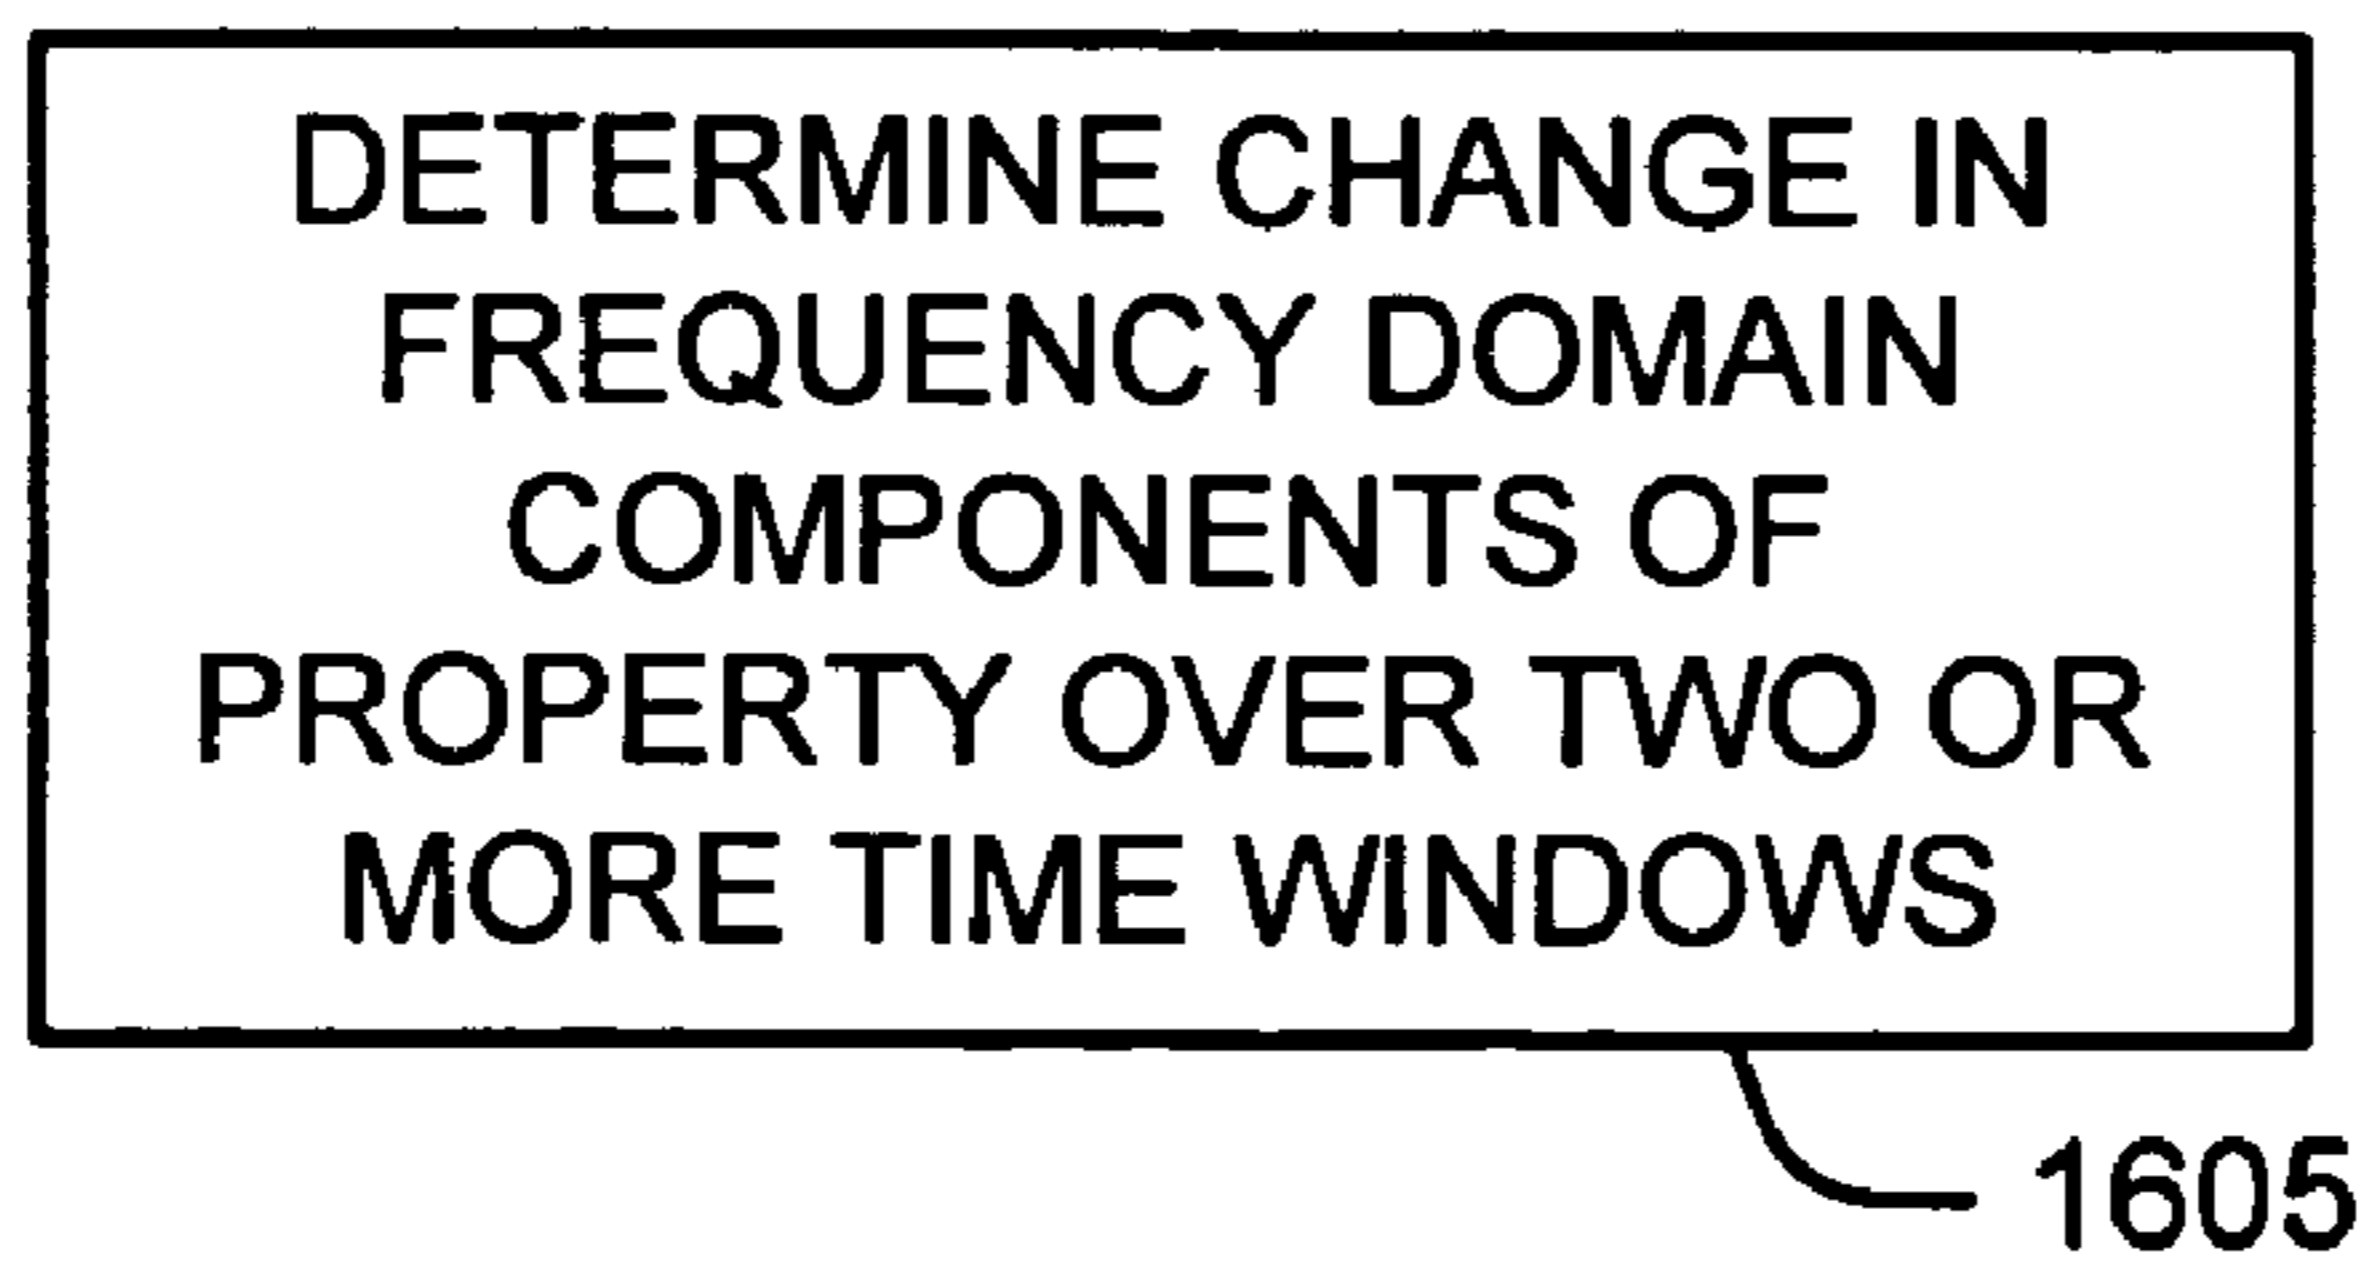 DETERMINE CHANGE IN
FREQUENCY DOMAIN
COMPONENTS OF
PROPERTY OVER TWO OR
MORE TIME WINDOWS
1605